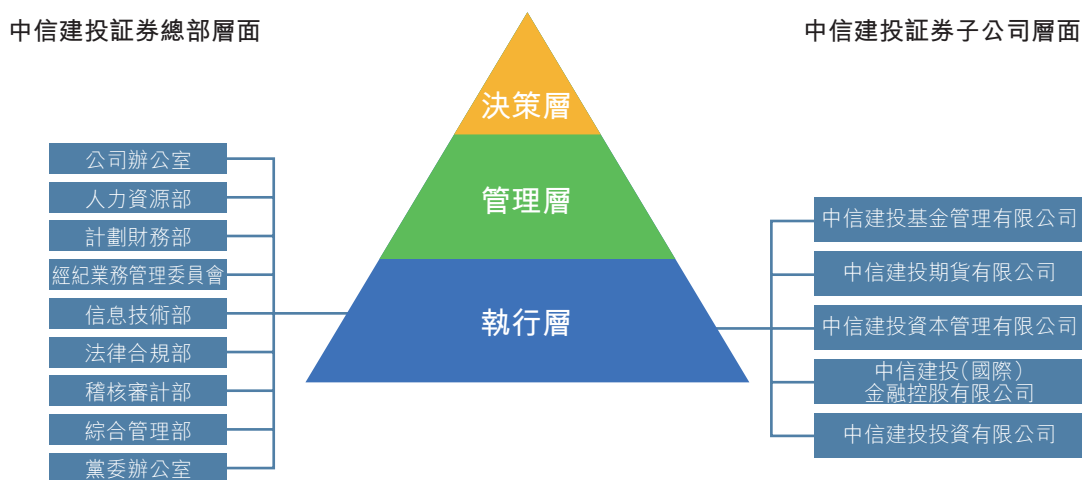 中信建投証券總部層面
中信建投証券子公司層面
決策層
管理層
執行層
公司辦公室
人力資源部
計劃財務部
經紀業務管理委員會
信息技術部
法律合規部
稽核審計部
綜合管理部
黨委辦公室
中信建投基金管理有限公司
中信建投期貨有限公司
中信建投資本管理有限公司
中信建投(國際)
金融控股有限公司
中信建投投資有限公司